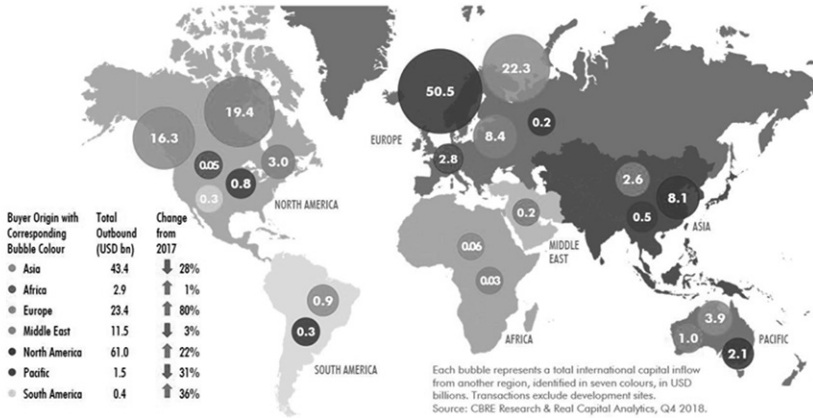 19.4
16.3
0.05
3.0
0.8
0.3
NORTH AMERICA
50.5
22.3
0.2
8.4
2.8
EUROPE
2.6
8.1
0.5
ASIA
0.2
MIDDLE
EAST
0.06
0.03
AFRICA
0.9
0.3
SOUTH AMERICA
3.9
1.0
2.1
PACIFIC
Buyer Origin with Corresponding Bubble Colour Total Outbound (USD bn) Change from 2017
Asia 43.4 28%
Africa 2.9 1%
Europe 23.4 80%
Middle East 11.5 3%
North America 61.0 22%
Pacific 1.5 31%
South America 0.4 36%
Each bubble represents a total international capital inflow
from another region, identified in seven colours, in USD
billions. Transactions exclude development sites.
Source: CBRE Research & Real Capital Analytics, Q4 2018.